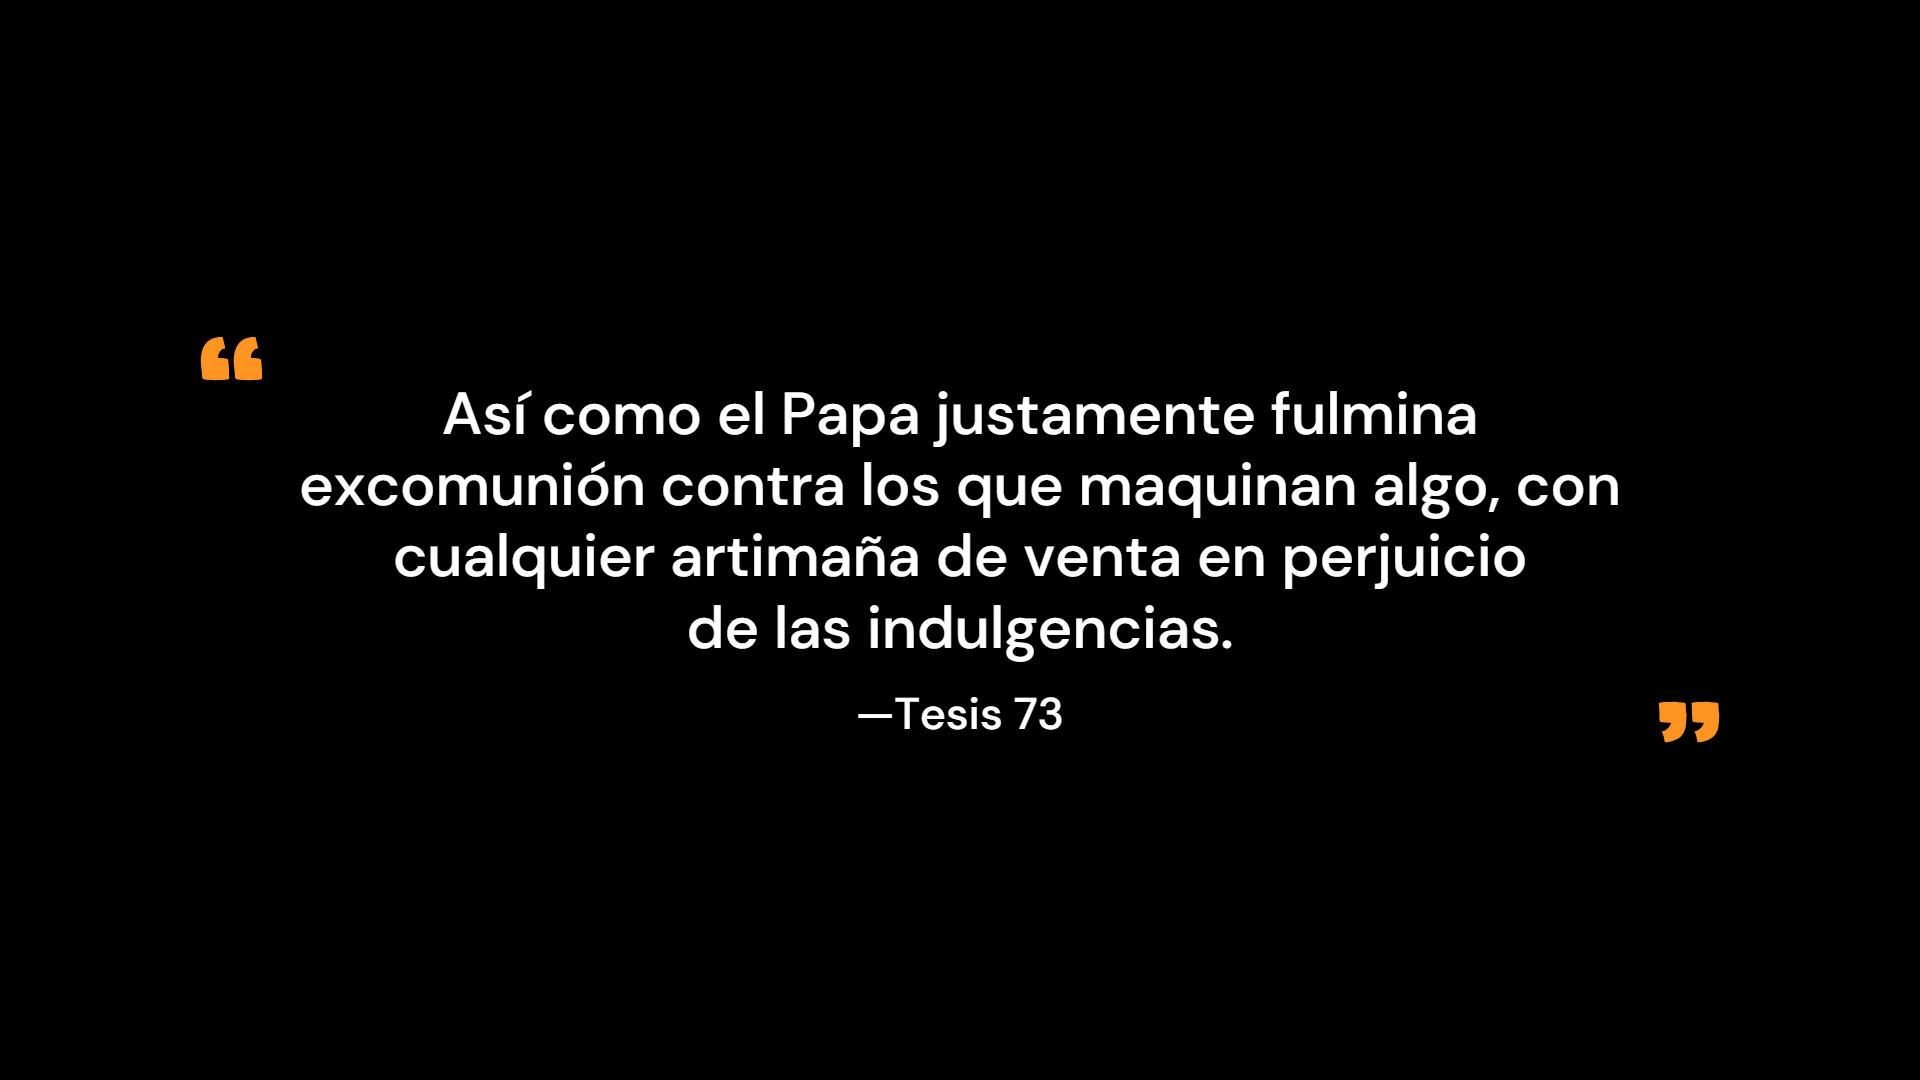 “
Así como el Papa justamente fulmina
excomunión contra los que maquinan algo, con
cualquier artimaña de venta en perjuicio
de las indulgencias.
—Tesis 73
”